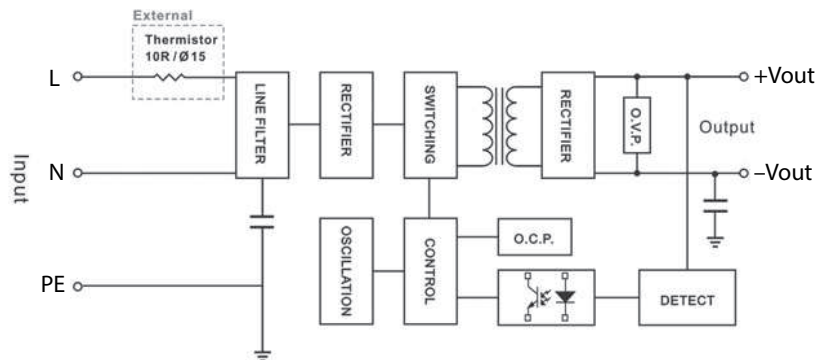 External
Thermistor
10R/Ø15
L
N
PE
Input
LINE FILTER
RECTIFIER
SWITCHING
RECTIFIER
O.V.P.
+Vout
Output
–Vout
OSCILLATION
CONTROL
O.C.P.
DETECT